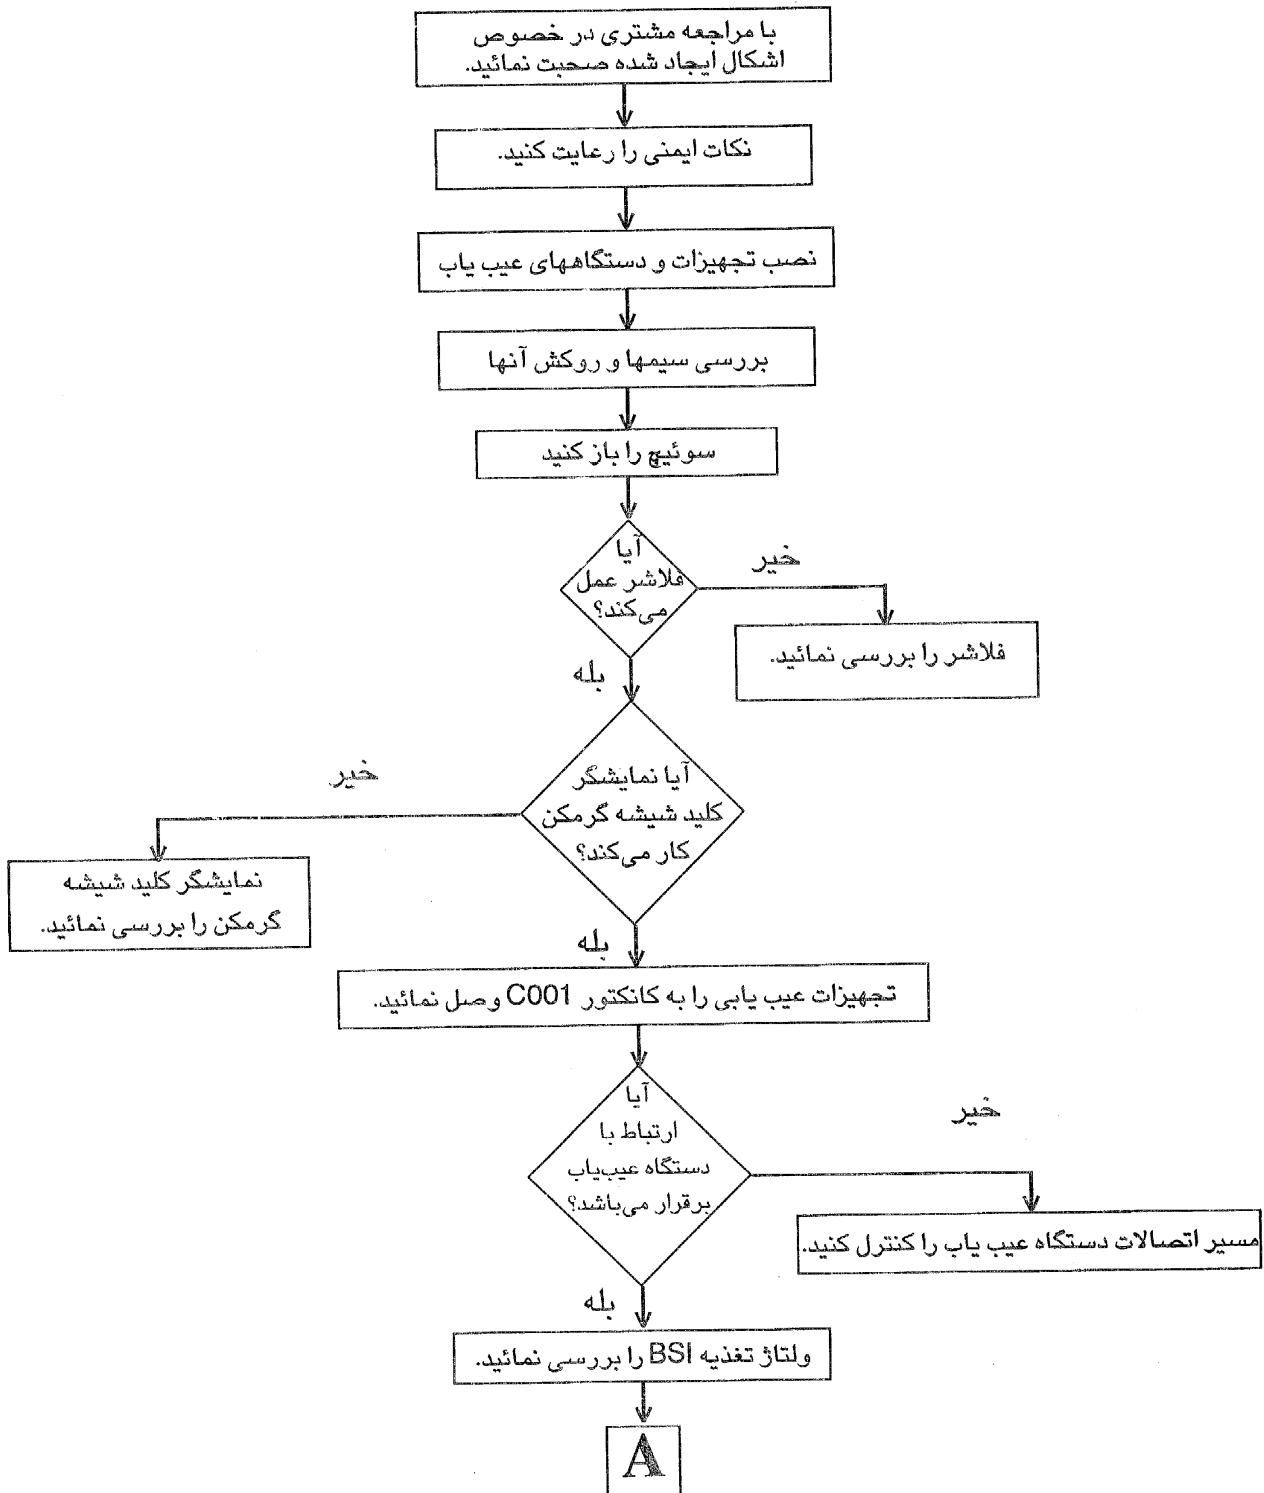 با مراجعه مشتری در خصوص
اشکال ایجاد شده صحبت نمائید.
نکات ایمنی را رعایت کنید.
نصب تجهیزات و دستگاههای عیب یاب
بررسی سیمها و روکش آنها
سوئیچ را باز کنید
آیا
فلاشر عمل
می‌کند؟
خیر
فلاشر را بررسی نمائید.
بله
آیا نمایشگر
کلید شیشه گرمکن
کار می‌کند؟
خیر
نمایشگر کلید شیشه
گرمکن را بررسی نمائید.
بله
تجهیزات عیب یابی را به کانکتور C001 وصل نمائید.
آیا
ارتباط با
دستگاه عیب‌یاب
برقرار می‌باشد؟
خیر
مسیر اتصالات دستگاه عیب یاب را کنترل کنید.
بله
ولتاژ تغذیه BSI را بررسی نمائید.
A